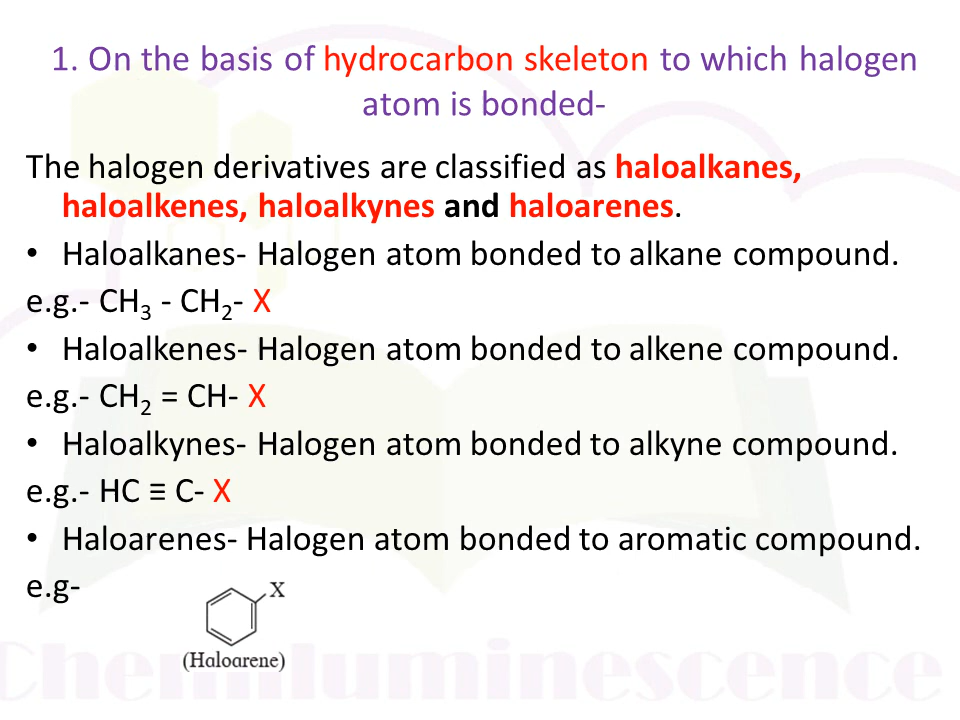 1. On the basis of hydrocarbon skeleton to which halogen
atom is bonded-
The halogen derivatives are classified as haloalkanes,
haloalkenes, haloalkynes and haloarenes.
• Haloalkanes- Halogen atom bonded to alkane compound.
e.g.- CH₃ - CH₂- X
• Haloalkenes- Halogen atom bonded to alkene compound.
e.g.- CH₂ = CH- X
• Haloalkynes- Halogen atom bonded to alkyne compound.
e.g.- HC ≡ C- X
• Haloarenes- Halogen atom bonded to aromatic compound.
e.g-
X
(Haloarene)
Chemiluminescence